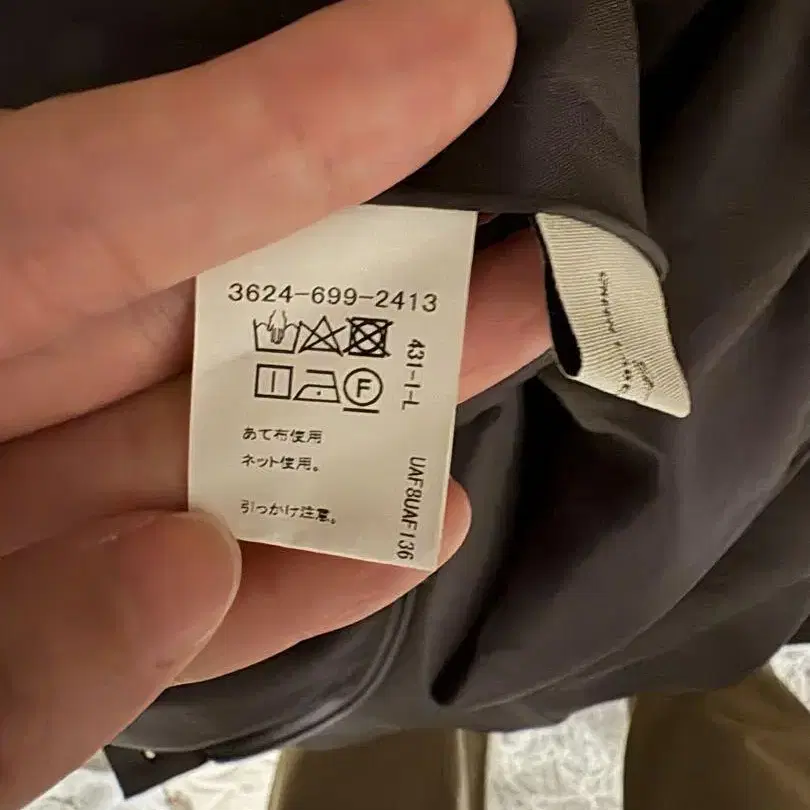 3624-699-2413
F
あて布使用
ネット使用。
引っかけ注意。
431-1-L
UAF8UAF136